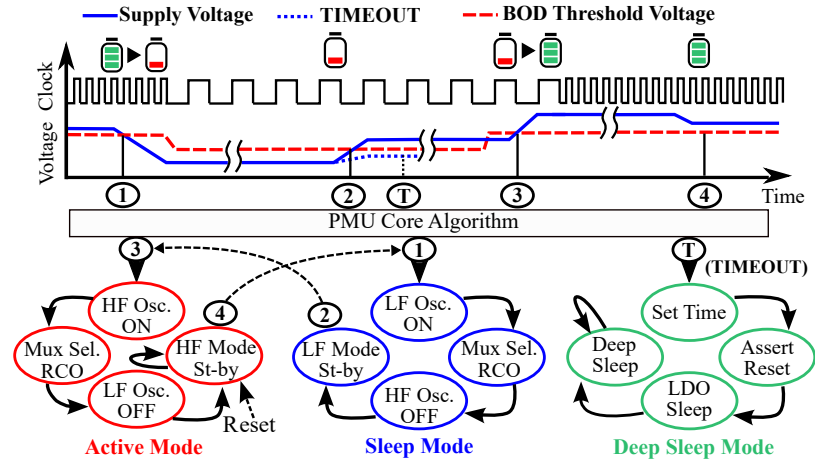 Supply Voltage
TIMEOUT
BOD Threshold Voltage
Clock
Voltage
1
2
T
3
4
Time
PMU Core Algorithm
3
1
T
(TIMEOUT)
HF Osc.
ON
4
Mux Sel.
RCO
HF Mode
St-by
LF Osc.
OFF
Reset
Active Mode
2
LF Osc.
ON
LF Mode
St-by
Mux Sel.
RCO
HF Osc.
OFF
Sleep Mode
Set Time
Deep
Sleep
Assert
Reset
LDO
Sleep
Deep Sleep Mode